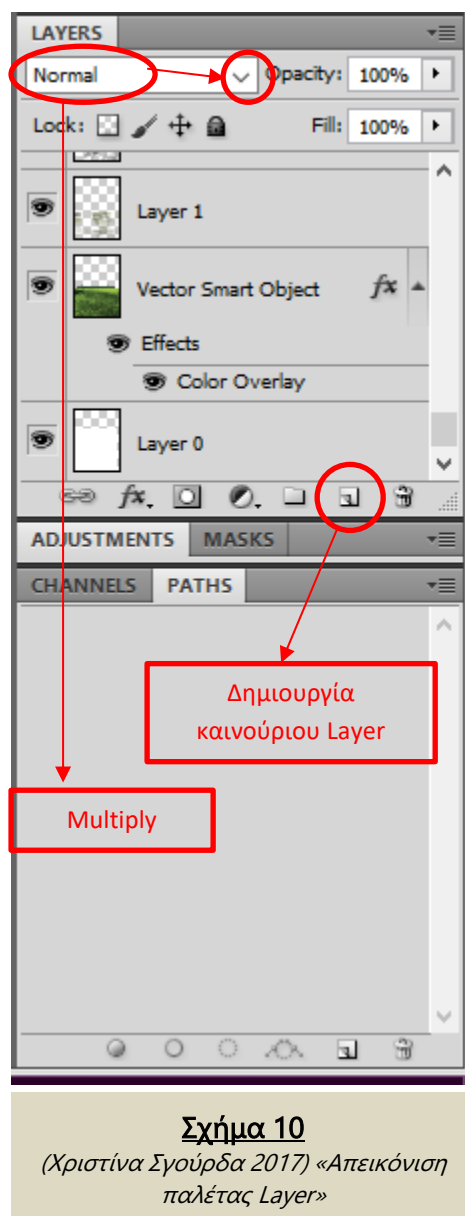 LAYERS
Normal Opacity: 100%
Lock: Fill: 100%
Layer 1
Vector Smart Object fx
Effects
Color Overlay
Layer 0
fx.
ADJUSTMENTS MASKS
CHANNELS PATHS
Δημιουργία
καινούριου Layer
Multiply
Σχήμα 10
(Χριστίνα Σγούρδα 2017) «Απεικόνιση
παλέτας Layer»